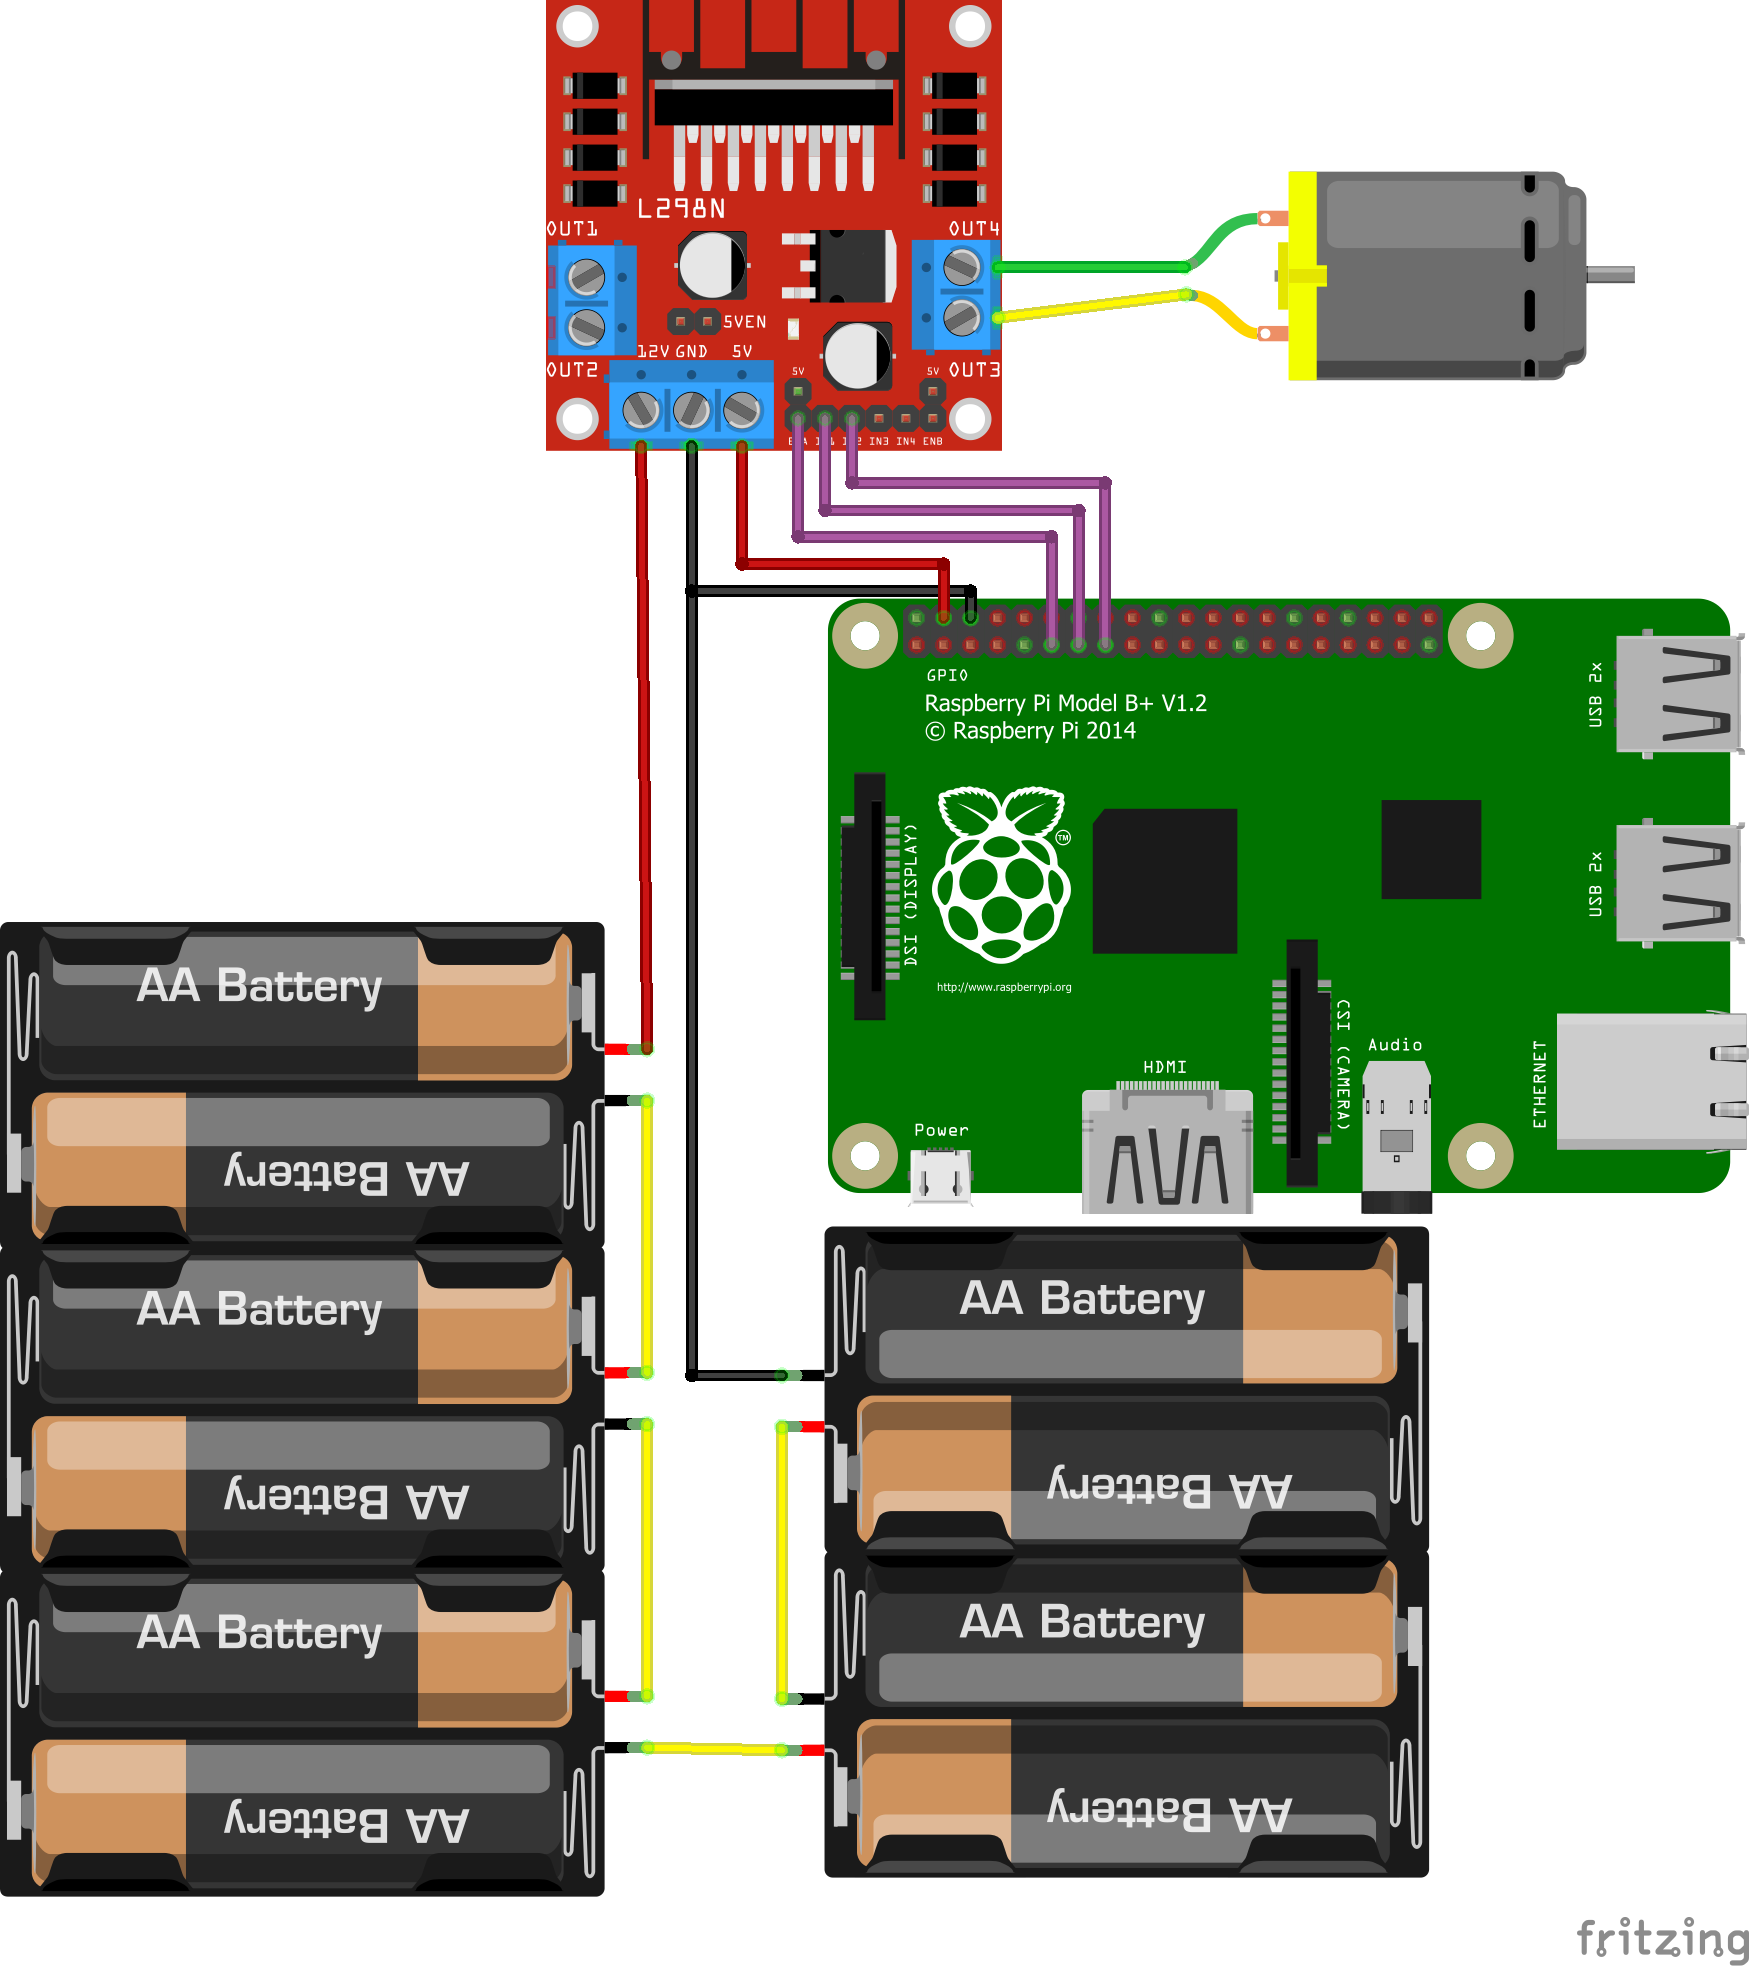 L298N
OUT1
OUT4
5VEN
12V GND 5V
OUT2
5V
5V
OUT3
IN3 IN4 ENB
GPIO
Raspberry Pi Model B+ V1.2
© Raspberry Pi 2014
USB 2x
DSI (DISPLAY)
TM
USB 2x
http://www.raspberrypi.org
CSI (CAMERA)
Audio
ETHERNET
HDMI
Power
AA Battery
AA Battery
AA Battery
AA Battery
AA Battery
AA Battery
AA Battery
AA Battery
AA Battery
AA Battery
fritzing